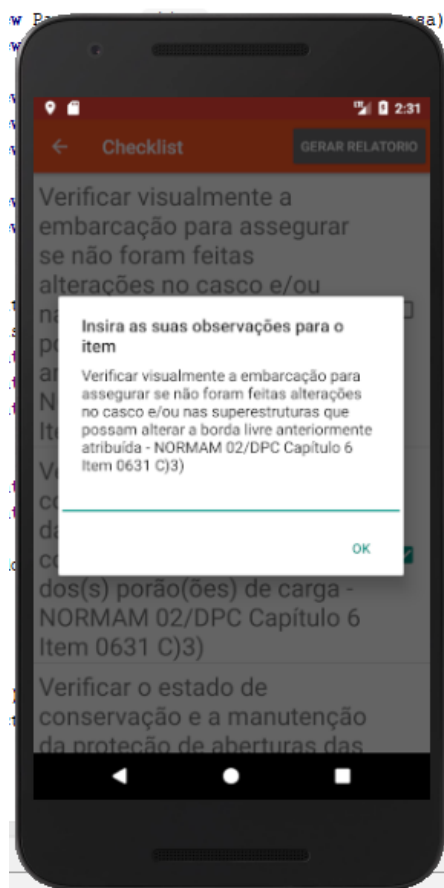 2:31
Checklist
GERAR RELATORIO
Verificar visualmente a
embarcação para assegurar
se não foram feitas
alterações no casco e/ou
Insira as suas observações para o
item
Verificar visualmente a embarcação para
assegurar se não foram feitas alterações
no casco e/ou nas superestruturas que
possam alterar a borda livre anteriormente
atribuída - NORMAM 02/DPC Capítulo 6
Item 0631 C)3)
OK
dos(s) porão(ões) de carga -
NORMAM 02/DPC Capítulo 6
Item 0631 C)3)
Verificar o estado de
conservação e a manutenção
da proteção de aberturas das